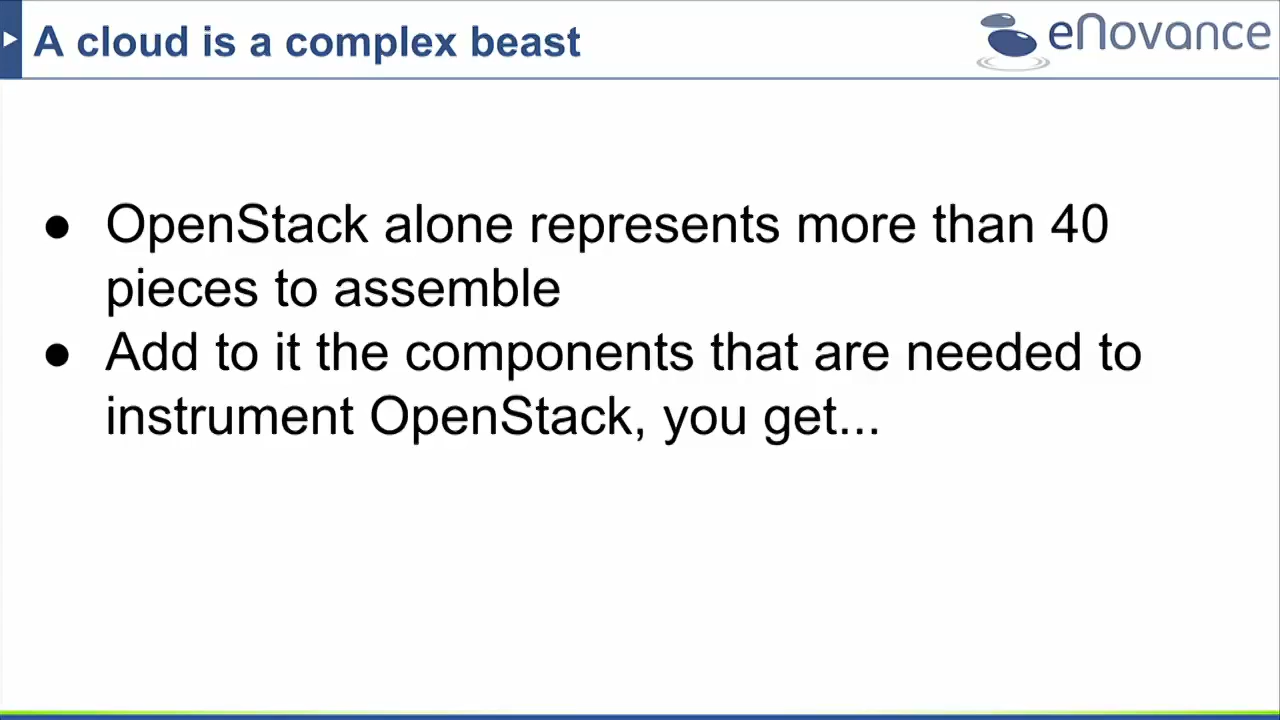 A cloud is a complex beast
eNovance
● OpenStack alone represents more than 40
pieces to assemble
● Add to it the components that are needed to
instrument OpenStack, you get...